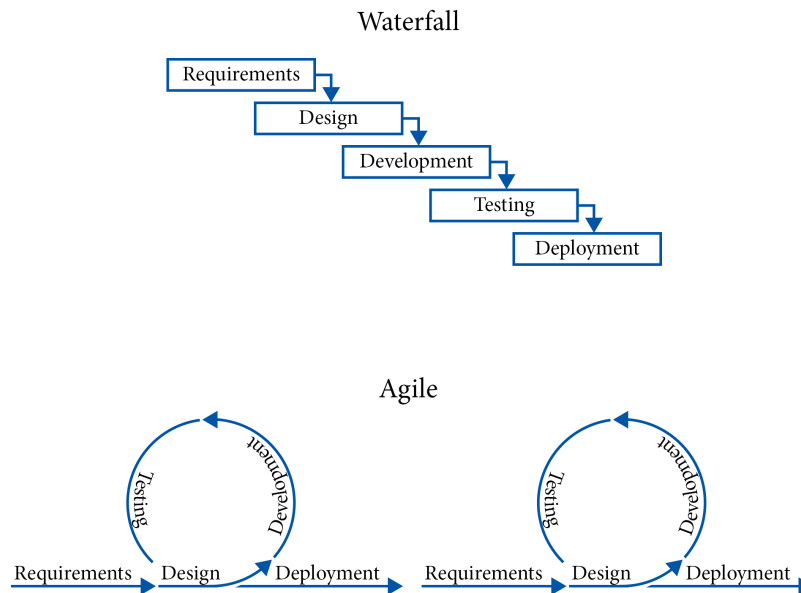 Waterfall
Requirements
Design
Development
Testing
Deployment
Agile
Development
Testing
Requirements
Design
Deployment
Development
Testing
Requirements
Design
Deployment